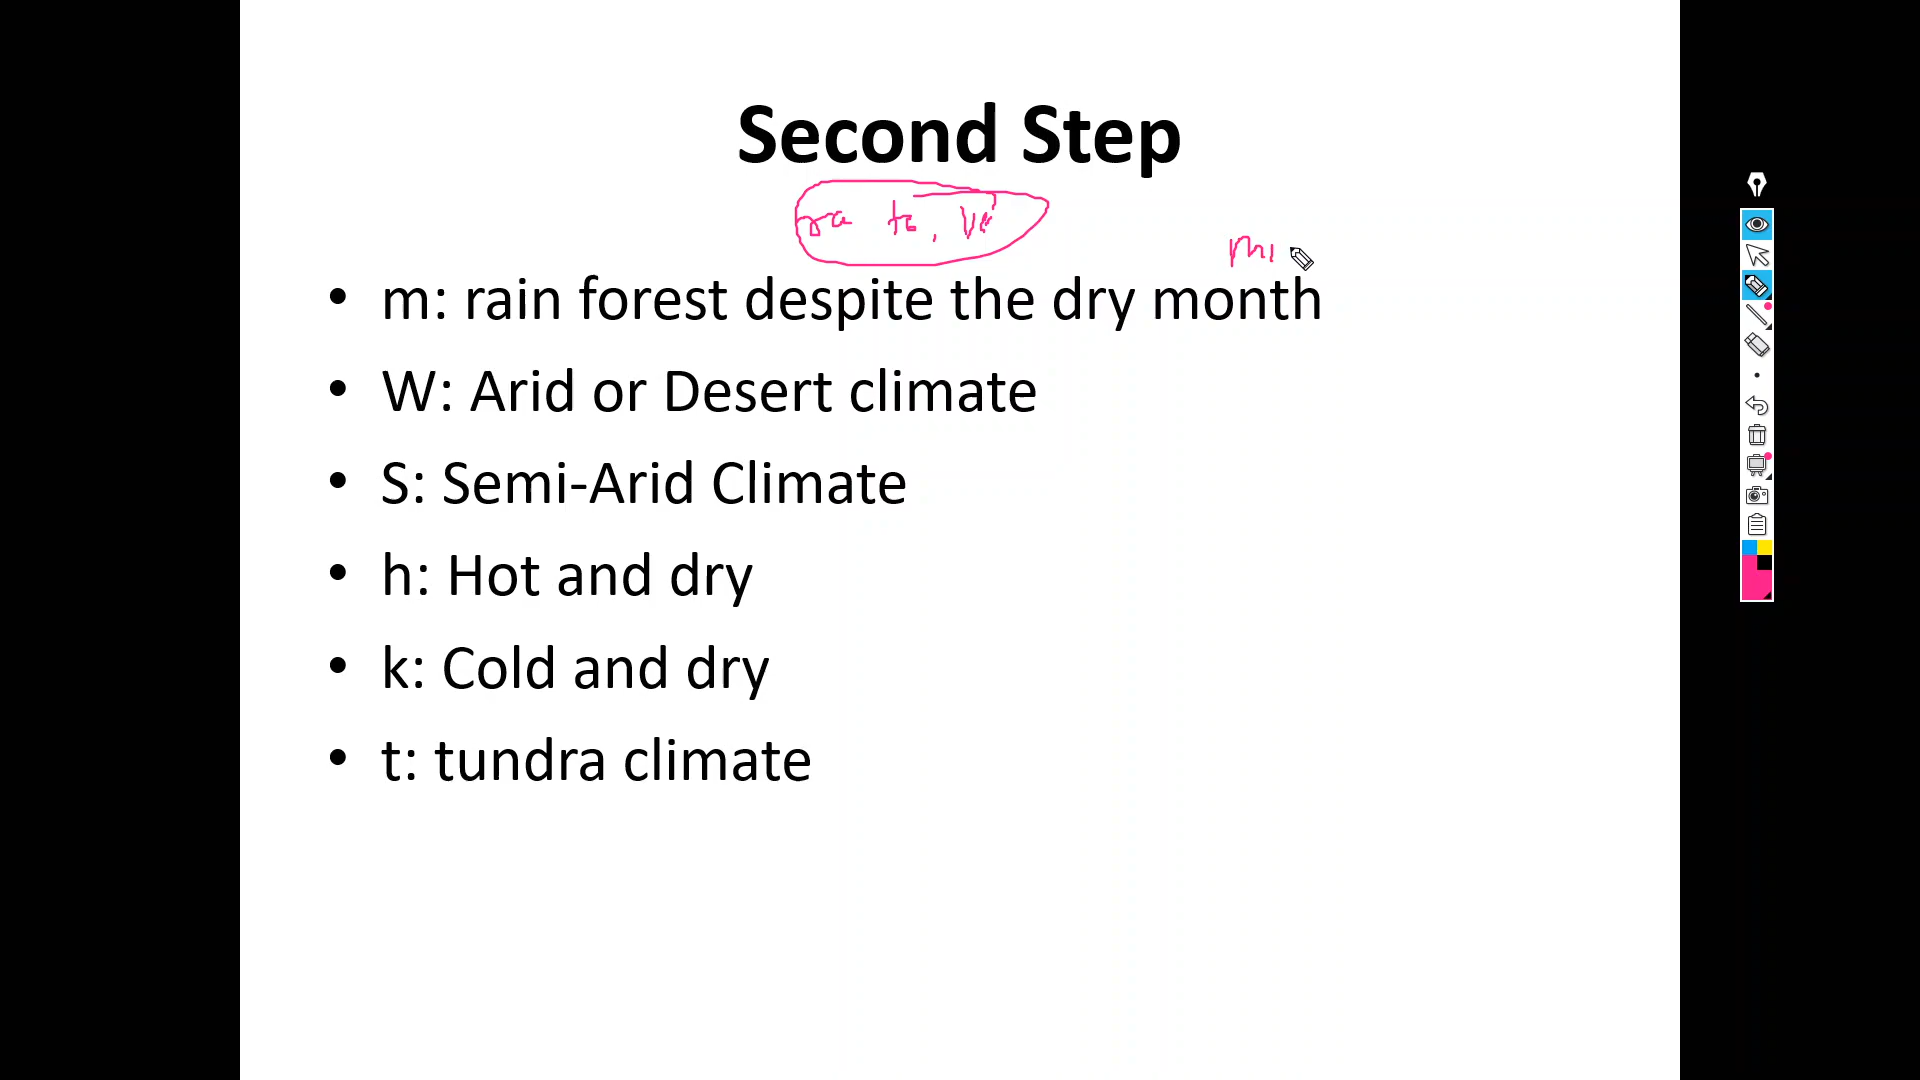 Second Step
• m: rain forest despite the dry month
• W: Arid or Desert climate
• S: Semi-Arid Climate
• h: Hot and dry
• k: Cold and dry
• t: tundra climate